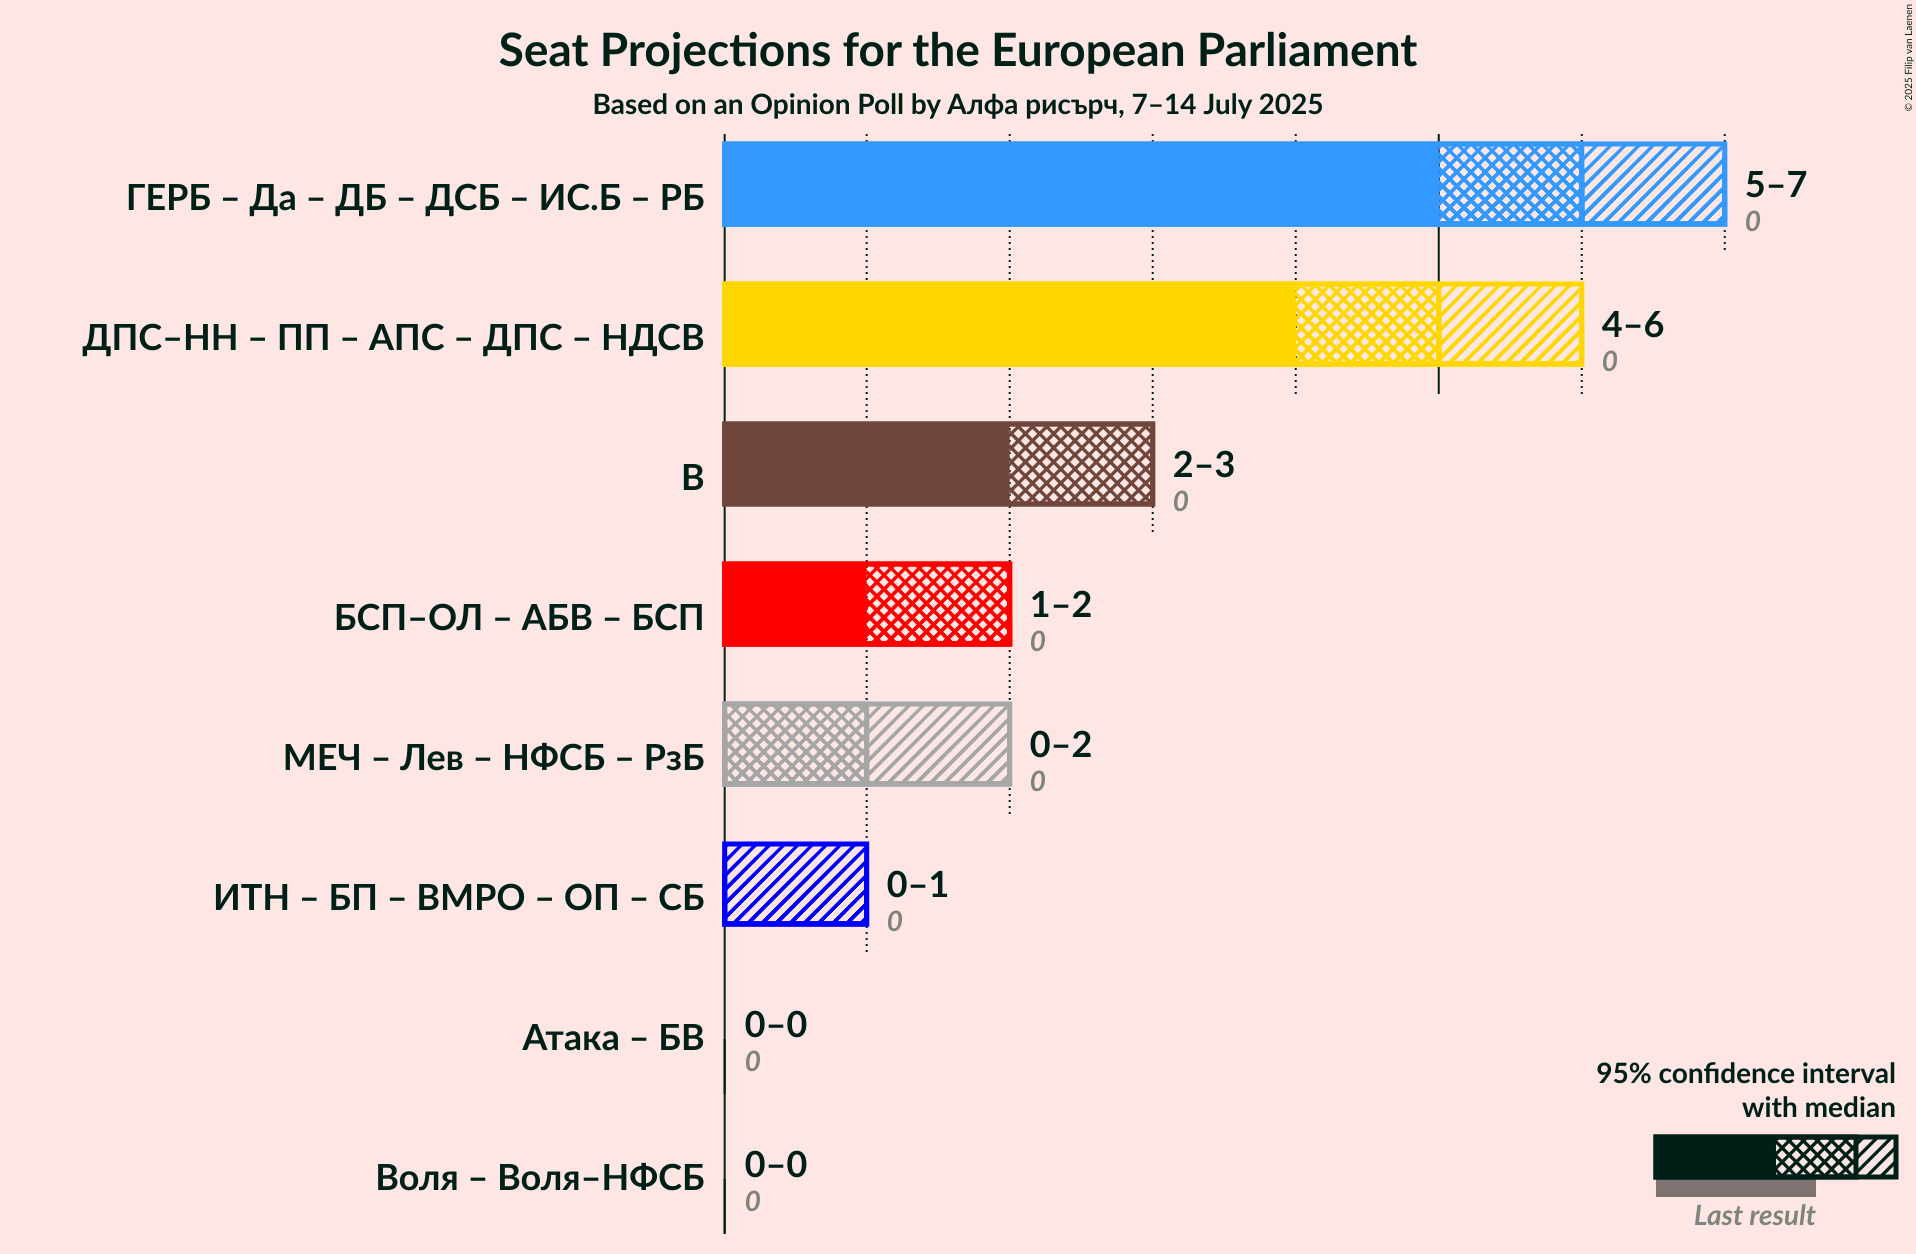 Seat Projections for the European Parliament
Based on an Opinion Poll by Алфа рисърч, 7–14 July 2025
© 2025 Filip van Laenen
ГЕРБ – Да – ДБ – ДСБ – ИС.Б – РБ
5–7
0
ДПС–НН – ПП – АПС – ДПС – НДСВ
4–6
0
В
2–3
0
БСП–ОЛ – АБВ – БСП
1–2
0
МЕЧ – Лев – НФСБ – РзБ
0–2
0
ИТН – БП – ВМРО – ОП – СБ
0–1
0
Атака – БВ
0–0
0
Воля – Воля–НФСБ
0–0
0
95% confidence interval
with median
Last result